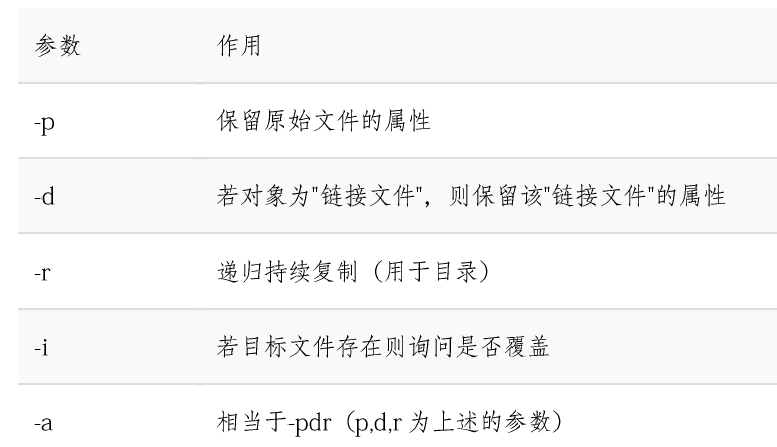 参数 作用
-p 保留原始文件的属性
-d 若对象为"链接文件"，则保留该"链接文件"的属性
-r 递归持续复制（用于目录）
-i 若目标文件存在则询问是否覆盖
-a 相当于-pdr（p,d,r 为上述的参数）